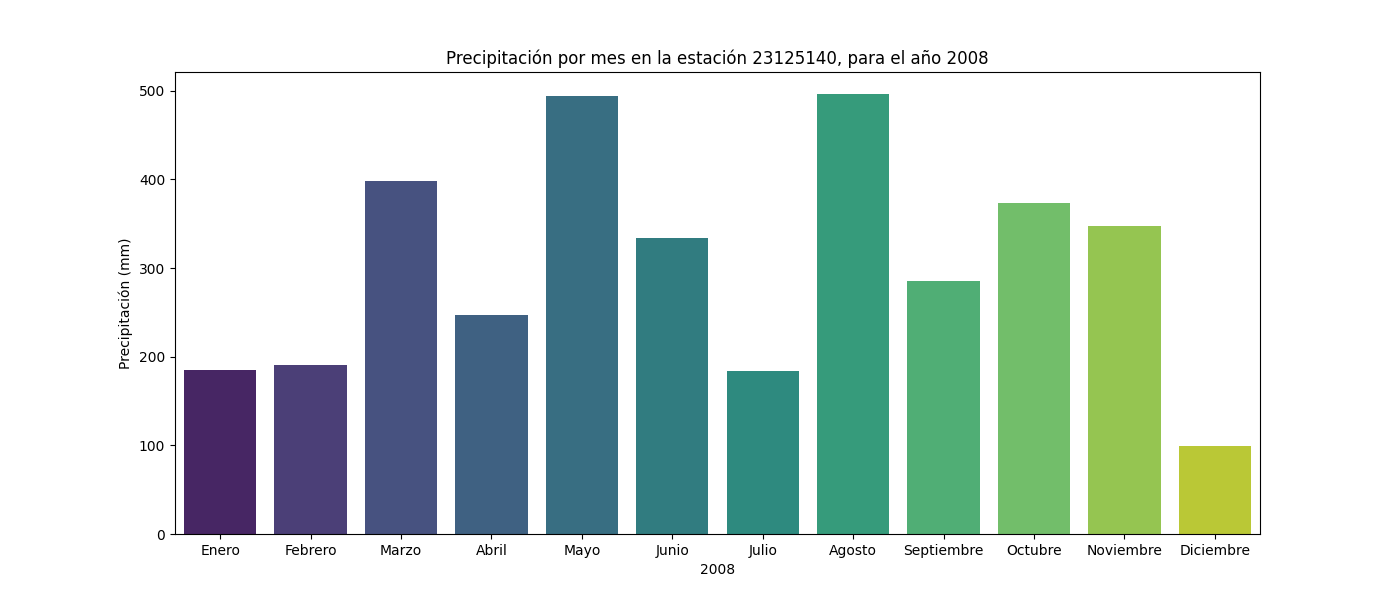 Precipitación por mes en la estación 23125140, para el año 2008
Precipitación (mm)
500
400
300
200
100
0
Enero Febrero Marzo Abril Mayo Junio Julio Agosto Septiembre Octubre Noviembre Diciembre
2008